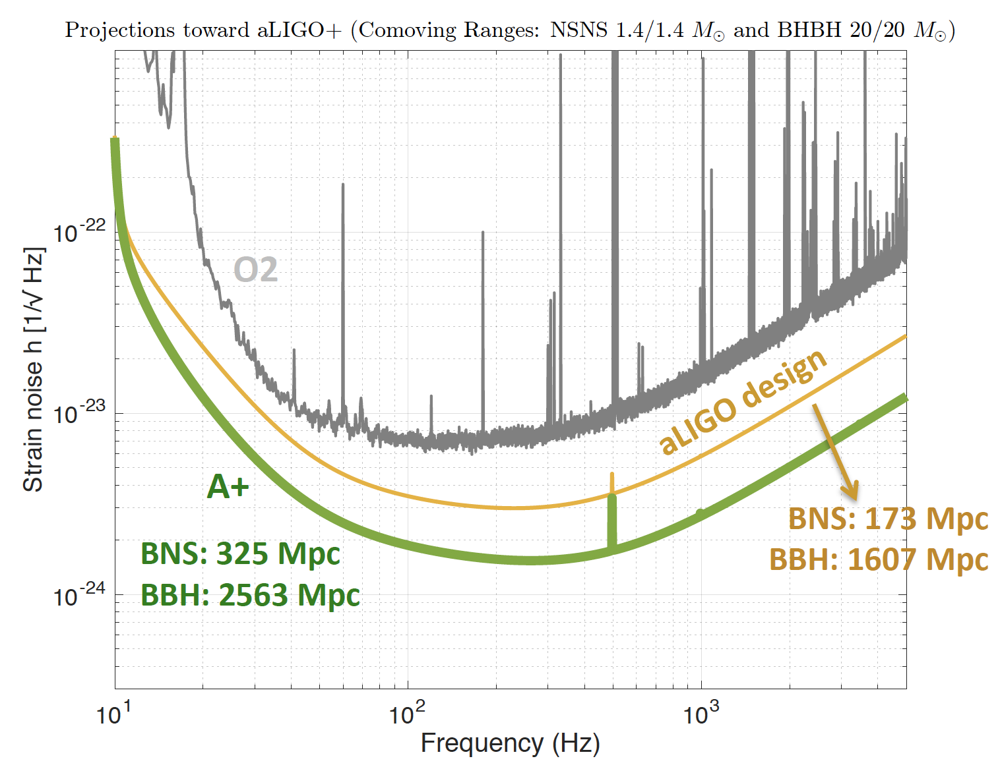 Projections toward aLIGO+ (Comoving Ranges: NSNS 1.4/1.4 M⊙ and BHBH 20/20 M⊙)
Strain noise h [1/√ Hz]
10⁻²²
10⁻²³
10⁻²⁴
O2
aLIGO design
A+
BNS: 173 Mpc
BBH: 1607 Mpc
BNS: 325 Mpc
BBH: 2563 Mpc
10¹ 10² 10³
Frequency (Hz)